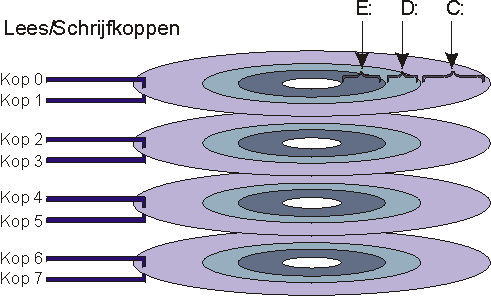 E: D: C:
Lees/Schrijfkoppen
Kop 0
Kop 1
Kop 2
Kop 3
Kop 4
Kop 5
Kop 6
Kop 7